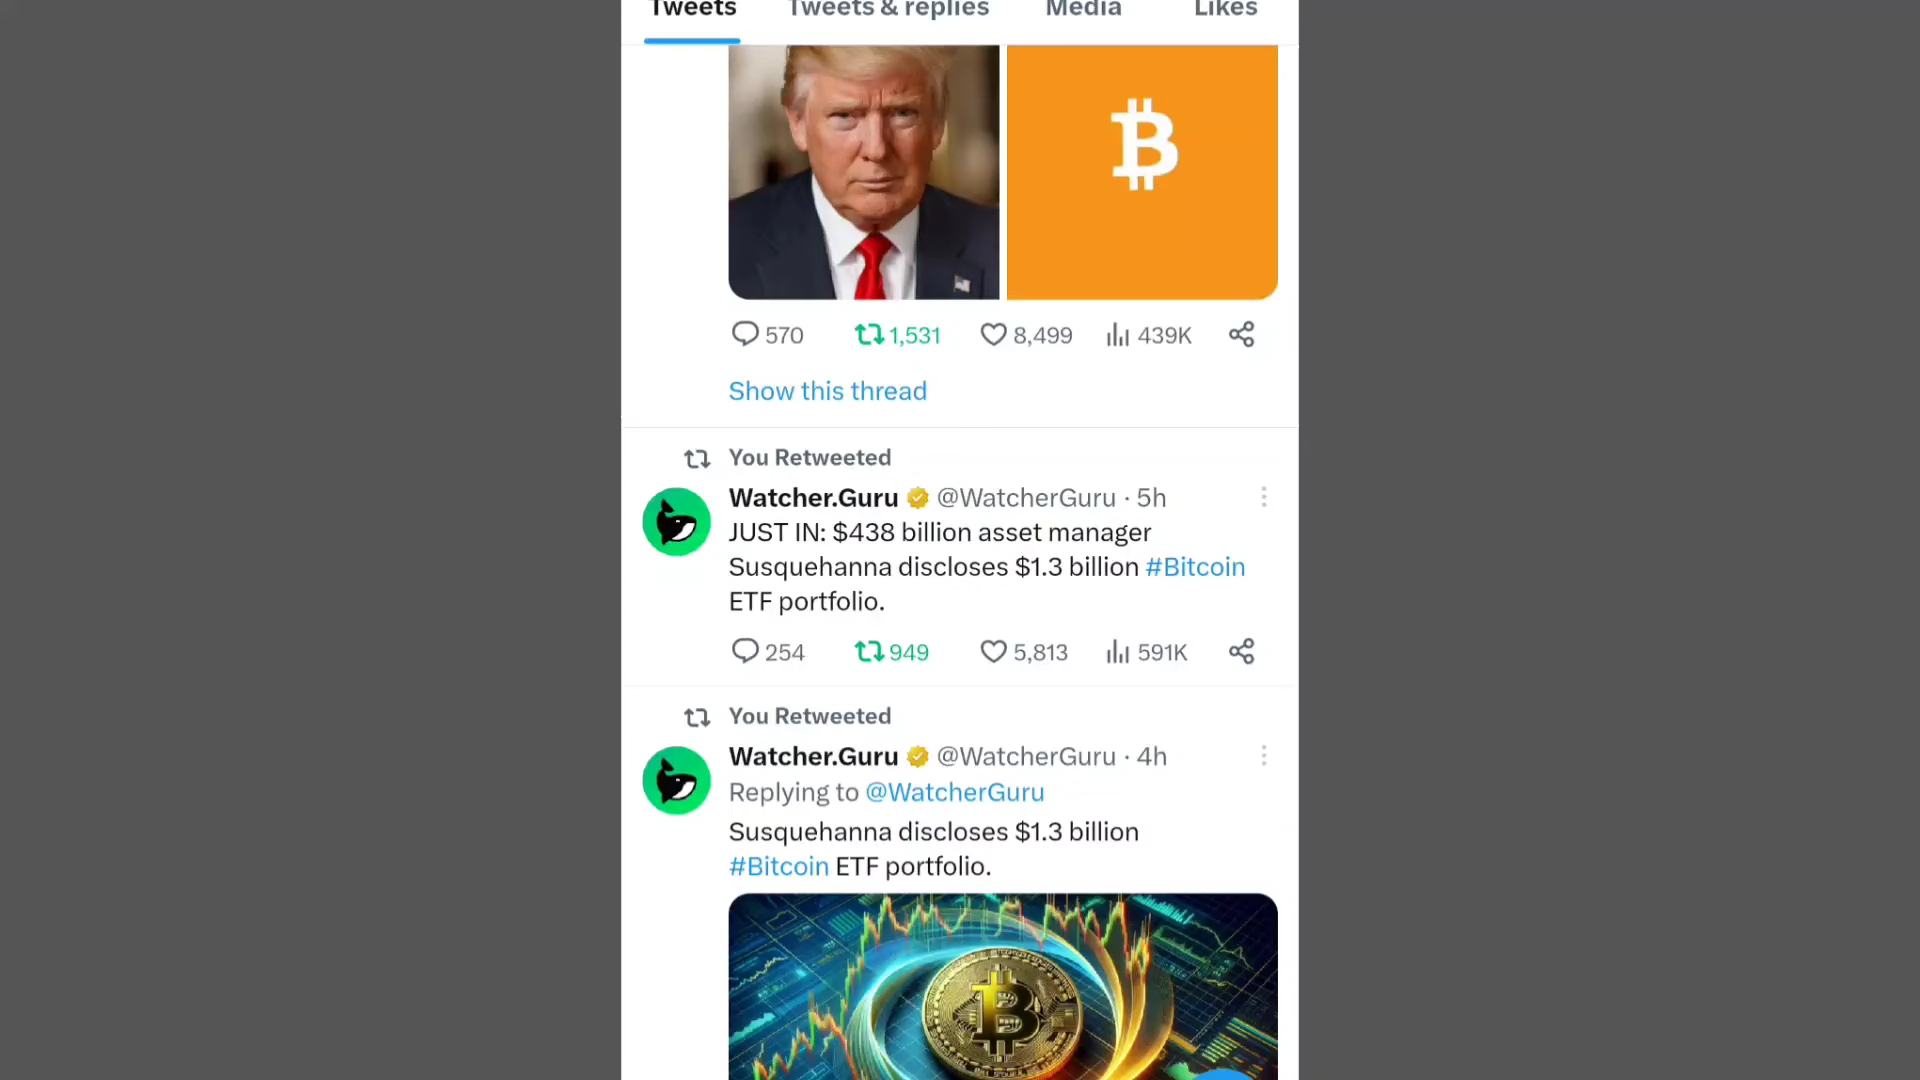 Tweets Tweets & replies Media Likes
570 1,531 8,499 439K
Show this thread
You Retweeted
Watcher.Guru @WatcherGuru · 5h
JUST IN: $438 billion asset manager
Susquehanna discloses $1.3 billion #Bitcoin
ETF portfolio.
254 949 5,813 591K
You Retweeted
Watcher.Guru @WatcherGuru · 4h
Replying to @WatcherGuru
Susquehanna discloses $1.3 billion
#Bitcoin ETF portfolio.